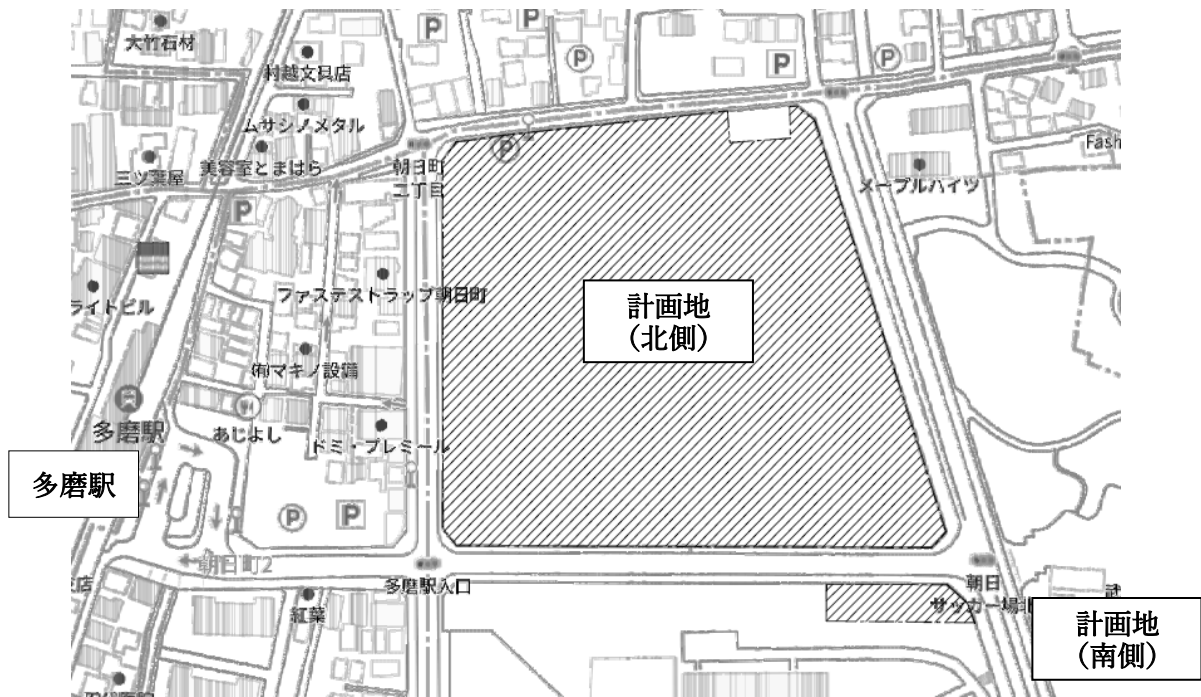 大竹石材
P
P
P
P
P
村越文具店
ムサシノメタル
三ツ葉屋
美容室とまはら
P
朝日町
二丁目
メープルハイツ
Fash
P
ライトビル
ファステストラップ朝日町
計画地
(北側)
㈲マキノ設備
多磨駅
あじよし
ドミ・プレミール
多磨駅
P
P
朝日町2
多磨駅入口
紅葉
朝日
サッカー場北
計画地
(南側)